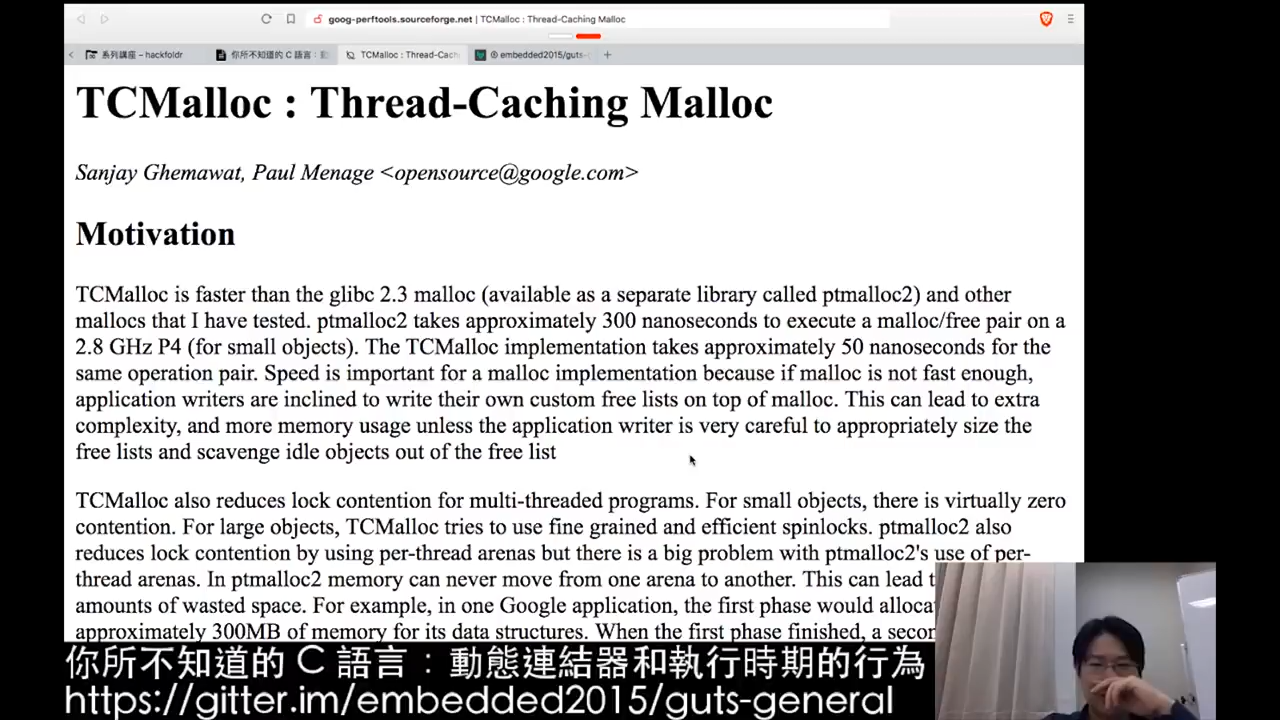 goog-perftools.sourceforge.net | TCMalloc : Thread-Caching Malloc
系列講座 – hackfoldr
你所不知道的 C 語言：動
TCMalloc : Thread-Cach
embedded2015/guts-
TCMalloc : Thread-Caching Malloc
Sanjay Ghemawat, Paul Menage <opensource@google.com>
Motivation
TCMalloc is faster than the glibc 2.3 malloc (available as a separate library called ptmalloc2) and other
mallocs that I have tested. ptmalloc2 takes approximately 300 nanoseconds to execute a malloc/free pair on a
2.8 GHz P4 (for small objects). The TCMalloc implementation takes approximately 50 nanoseconds for the
same operation pair. Speed is important for a malloc implementation because if malloc is not fast enough,
application writers are inclined to write their own custom free lists on top of malloc. This can lead to extra
complexity, and more memory usage unless the application writer is very careful to appropriately size the
free lists and scavenge idle objects out of the free list
TCMalloc also reduces lock contention for multi-threaded programs. For small objects, there is virtually zero
contention. For large objects, TCMalloc tries to use fine grained and efficient spinlocks. ptmalloc2 also
reduces lock contention by using per-thread arenas but there is a big problem with ptmalloc2's use of per-
thread arenas. In ptmalloc2 memory can never move from one arena to another. This can lead t
amounts of wasted space. For example, in one Google application, the first phase would alloca
approximately 300MB of memory for its data structures. When the first phase finished, a secon
你所不知道的 C 語言：動態連結器和執行時期的行為
https://gitter.im/embedded2015/guts-general